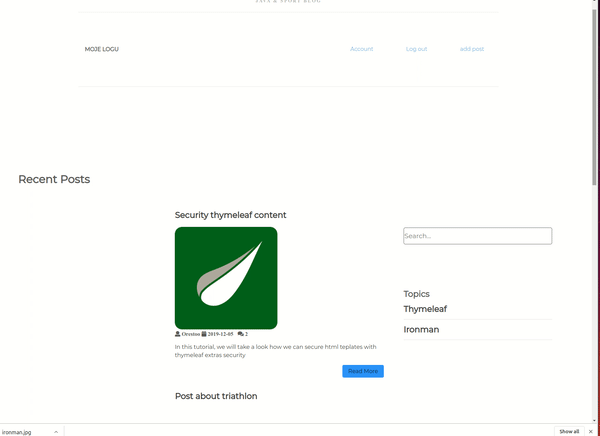 JAVA & SPORT BLOG
MOJE LOGU
Account
Log out
add post
Recent Posts
Security thymeleaf content
Orestus 2019-12-05 2
In this tutorial, we will take a look how we can secure html teplates with
thymeleaf extras security
Read More
Post about triathlon
Search...
Topics
Thymeleaf
Ironman
ironman.jpg
Show all